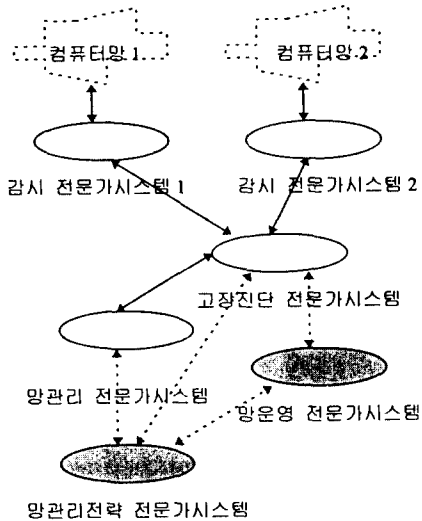 컴퓨터망 1
컴퓨터망 2
감시 전문가시스템 1
감시 전문가시스템 2
고장진단 전문가시스템
망관리 전문가시스템
망운영 전문가시스템
망관리전략 전문가시스템